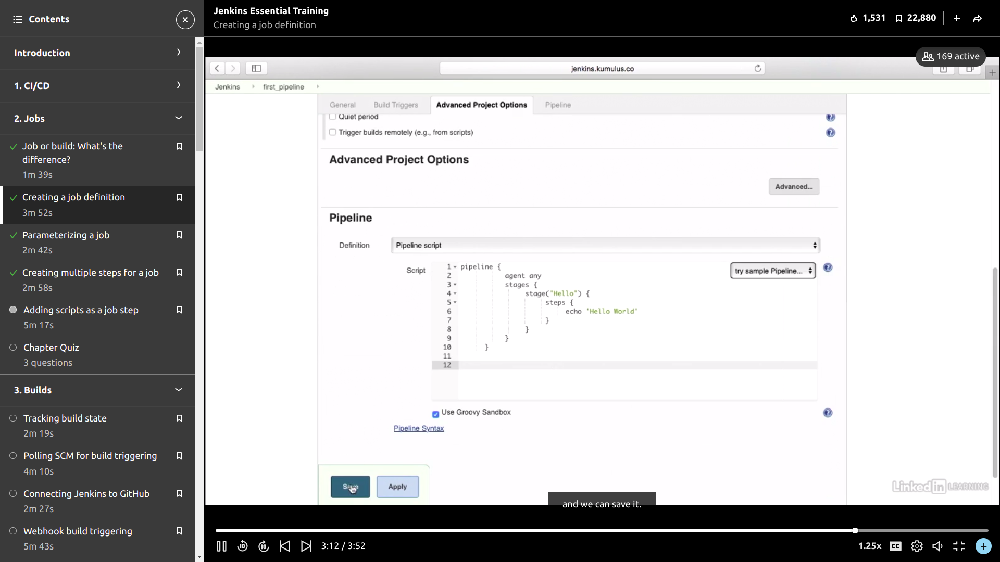 Contents
Introduction
1. CI/CD
2. Jobs
Job or build: What's the
difference?
1m 39s
Creating a job definition
3m 52s
Parameterizing a job
2m 42s
Creating multiple steps for a job
2m 58s
Adding scripts as a job step
5m 17s
Chapter Quiz
3 questions
3. Builds
Tracking build state
2m 19s
Polling SCM for build triggering
4m 10s
Connecting Jenkins to GitHub
2m 27s
Webhook build triggering
5m 43s
Jenkins Essential Training
Creating a job definition
1,531 22,880
169 active
jenkins.kumulus.co
Jenkins first_pipeline
General Build Triggers Advanced Project Options Pipeline
Quiet period
Trigger builds remotely (e.g., from scripts)
Advanced Project Options
Advanced...
Pipeline
Definition Pipeline script
Script
try sample Pipeline...
1 pipeline {
2 agent any
3 stages {
4 stage("Hello") {
5 steps {
6 echo 'Hello World'
7 }
8 }
9 }
10 }
11
12
Use Groovy Sandbox
Pipeline Syntax
Save Apply
LinkedIn LEARNING
and we can save it.
10 10 3:12 / 3:52 1.25x CC